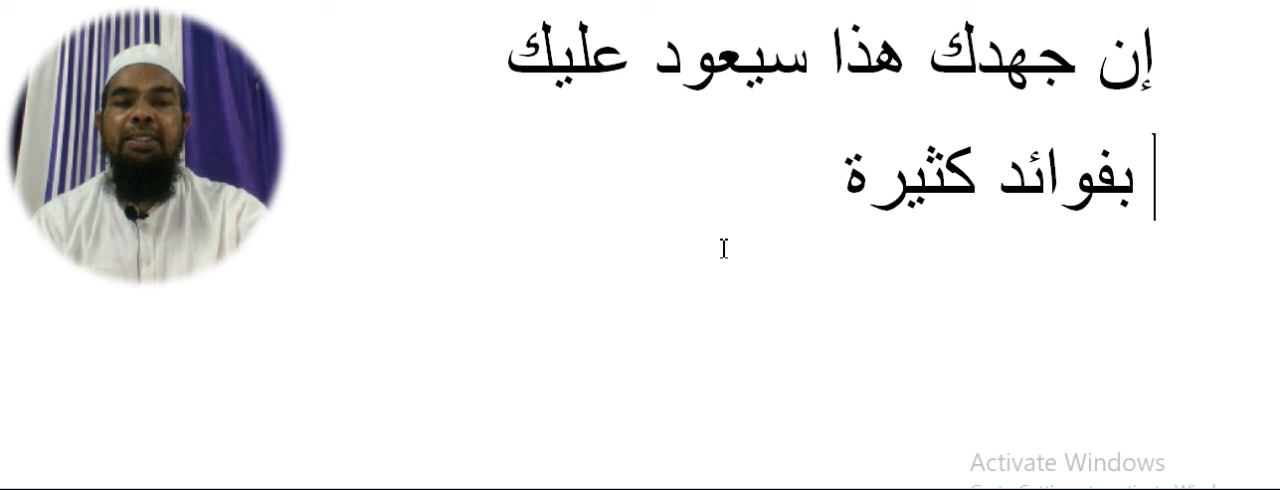 إن جهدك هذا سيعود عليك
بفوائد كثيرة
Activate Windows